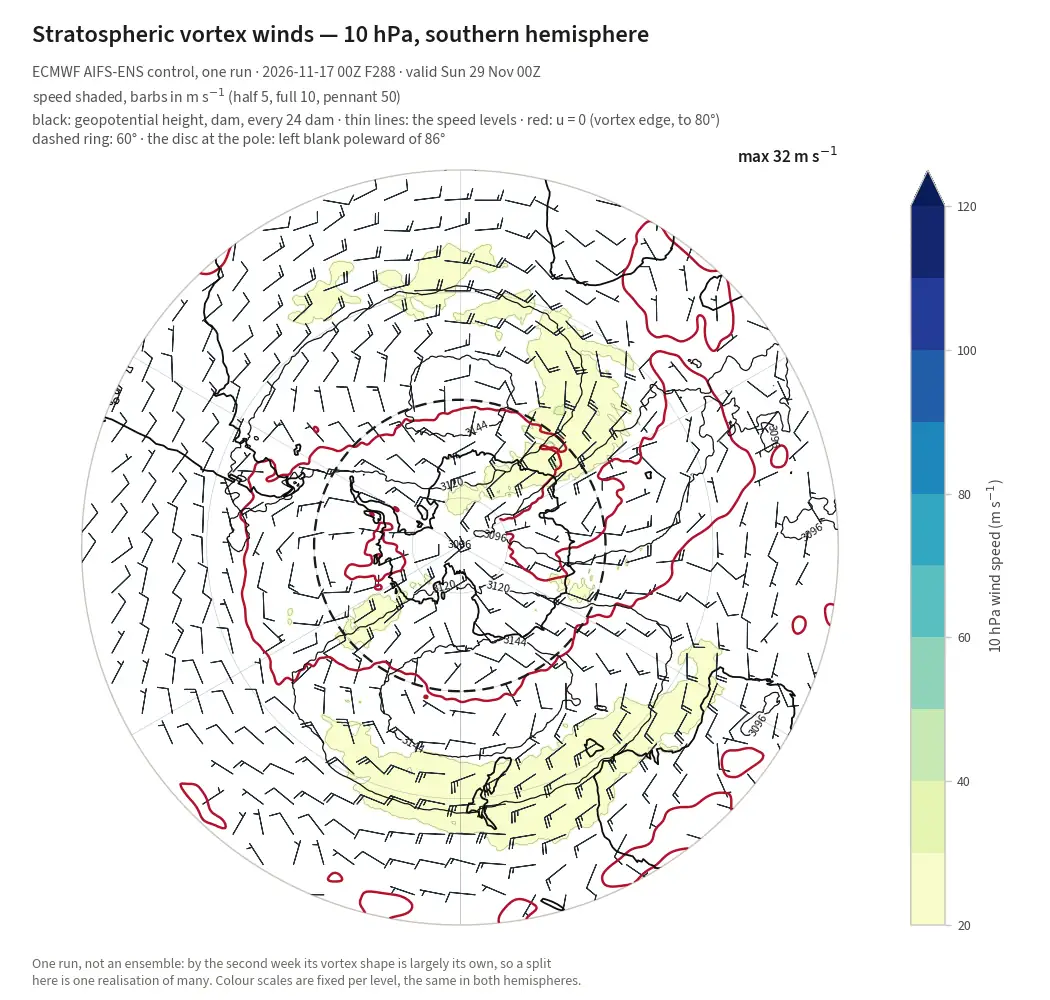 Stratospheric vortex winds — 10 hPa, southern hemisphere
ECMWF AIFS-ENS control, one run · 2026-11-17 00Z F288 · valid Sun 29 Nov 00Z
speed shaded, barbs in m s⁻¹ (half 5, full 10, pennant 50)
black: geopotential height, dam, every 24 dam · thin lines: the speed levels · red: u = 0 (vortex edge, to 80°)
dashed ring: 60° · the disc at the pole: left blank poleward of 86°
max 32 m s⁻¹
120
100
80
60
40
20
10 hPa wind speed (m s⁻¹)
3144
3120
3096
3096
3120
3120
3144
3144
3096
3096
3096
One run, not an ensemble: by the second week its vortex shape is largely its own, so a split
here is one realisation of many. Colour scales are fixed per level, the same in both hemispheres.